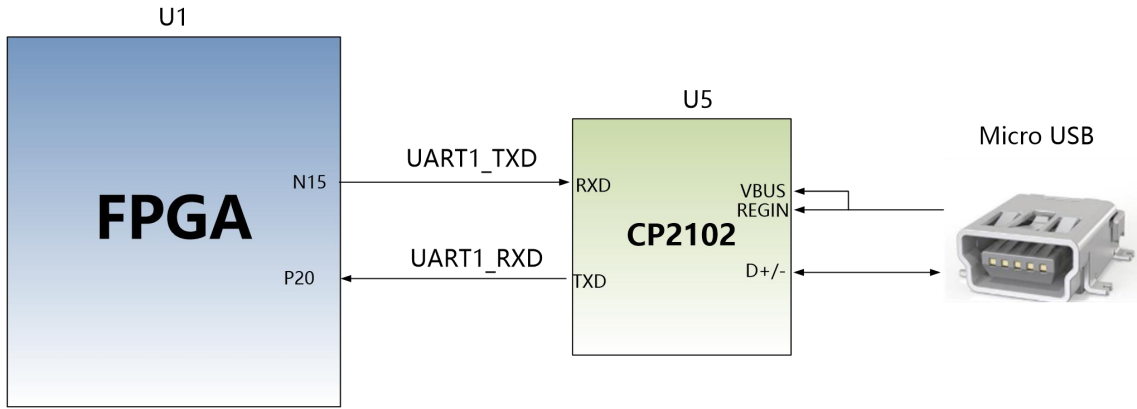 U1
FPGA
N15
P20
UART1_TXD
UART1_RXD
U5
RXD
TXD
CP2102
VBUS
REGIN
D+/-
Micro USB